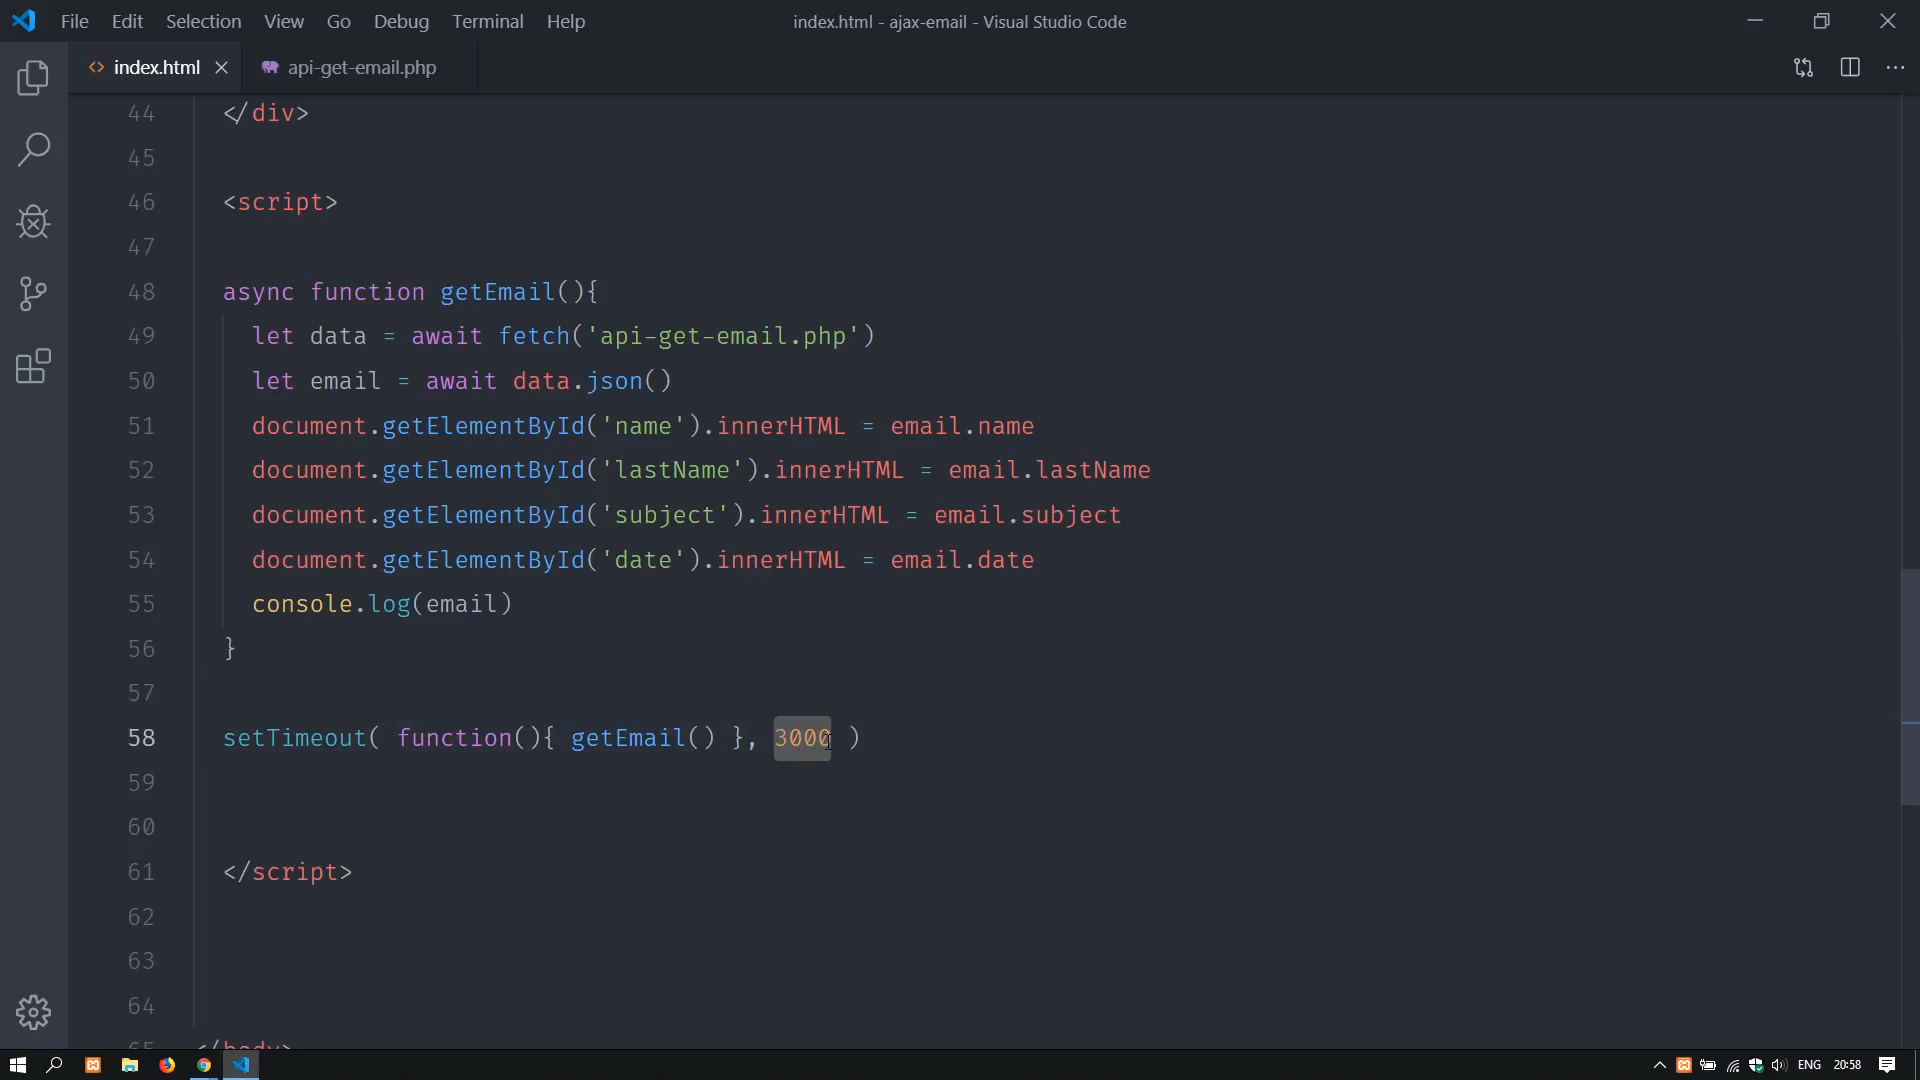 File Edit Selection View Go Debug Terminal Help
index.html - ajax-email - Visual Studio Code
index.html
api-get-email.php
44 </div>
45
46 <script>
47
48 async function getEmail(){
49 let data = await fetch('api-get-email.php')
50 let email = await data.json()
51 document.getElementById('name').innerHTML = email.name
52 document.getElementById('lastName').innerHTML = email.lastName
53 document.getElementById('subject').innerHTML = email.subject
54 document.getElementById('date').innerHTML = email.date
55 console.log(email)
56 }
57
58 setTimeout( function(){ getEmail() }, 3000 )
59
60
61 </script>
62
63
64
65 </body>
ENG 20:58